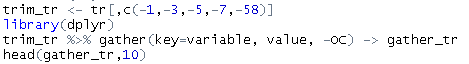 trim_tr <- tr[,c(-1,-3,-5,-7,-58)]
library(dplyr)
trim_tr %>% gather(key=variable, value, -OC) -> gather_tr
head(gather_tr,10)